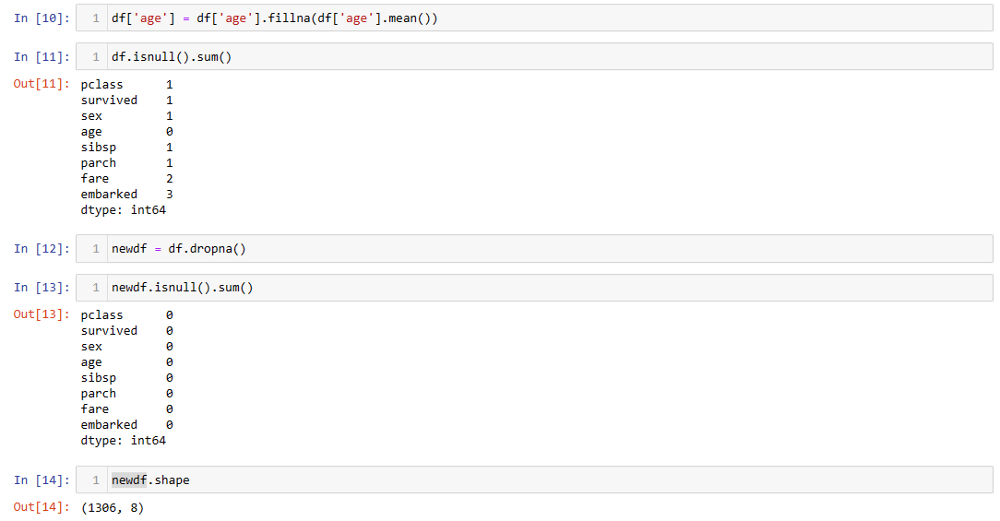 In [10]: 1 df['age'] = df['age'].fillna(df['age'].mean())
In [11]: 1 df.isnull().sum()
Out[11]: pclass 1
survived 1
sex 1
age 0
sibsp 1
parch 1
fare 2
embarked 3
dtype: int64
In [12]: 1 newdf = df.dropna()
In [13]: 1 newdf.isnull().sum()
Out[13]: pclass 0
survived 0
sex 0
age 0
sibsp 0
parch 0
fare 0
embarked 0
dtype: int64
In [14]: 1 newdf.shape
Out[14]: (1306, 8)